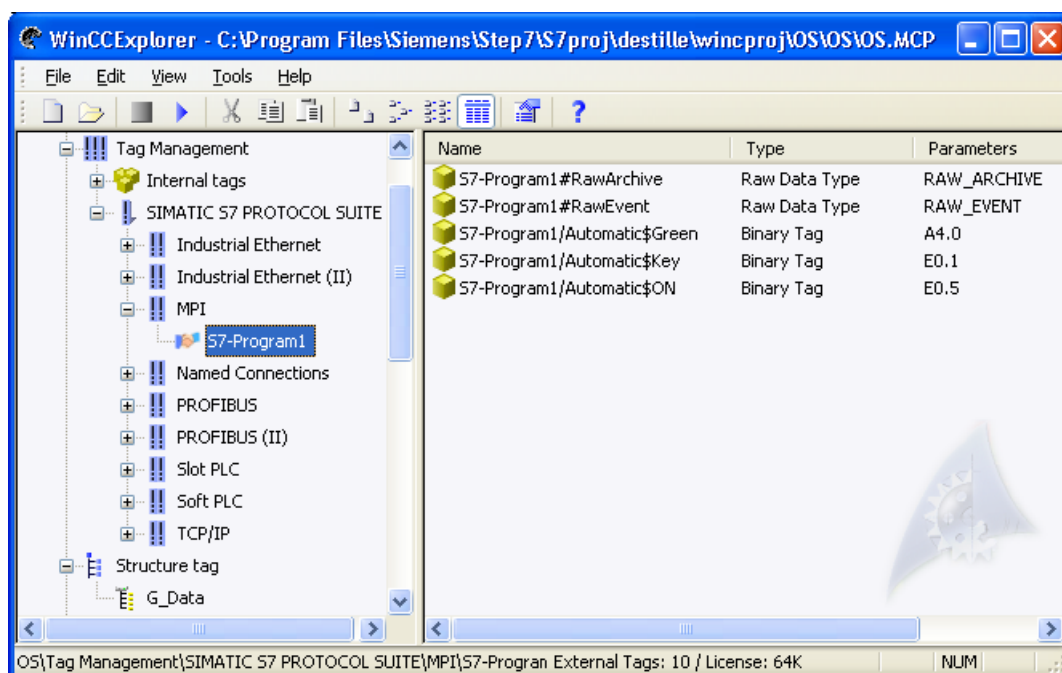 WinCCExplorer - C:\Program Files\Siemens\Step7\S7proj\destille\wincproj\OS\OS\OS.MCP
File Edit View Tools Help
Tag Management
Internal tags
SIMATIC S7 PROTOCOL SUITE
Industrial Ethernet
Industrial Ethernet (II)
MPI
S7-Program1
Named Connections
PROFIBUS
PROFIBUS (II)
Slot PLC
Soft PLC
TCP/IP
Structure tag
G_Data
Name Type Parameters
S7-Program1#RawArchive Raw Data Type RAW_ARCHIVE
S7-Program1#RawEvent Raw Data Type RAW_EVENT
S7-Program1/Automatic$Green Binary Tag A4.0
S7-Program1/Automatic$Key Binary Tag E0.1
S7-Program1/Automatic$ON Binary Tag E0.5
OS\Tag Management\SIMATIC S7 PROTOCOL SUITE\MPI\S7-Progran External Tags: 10 / License: 64K NUM